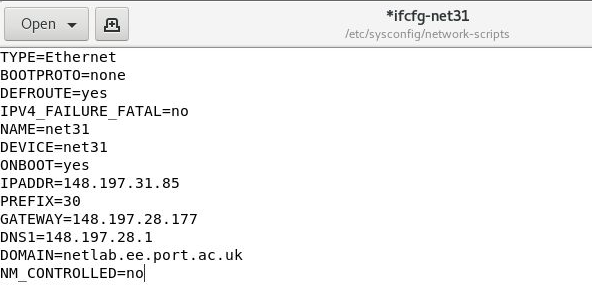 Open
*ifcfg-net31
/etc/sysconfig/network-scripts
TYPE=Ethernet
BOOTPROTO=none
DEFROUTE=yes
IPV4_FAILURE_FATAL=no
NAME=net31
DEVICE=net31
ONBOOT=yes
IPADDR=148.197.31.85
PREFIX=30
GATEWAY=148.197.28.177
DNS1=148.197.28.1
DOMAIN=netlab.ee.port.ac.uk
NM_CONTROLLED=no